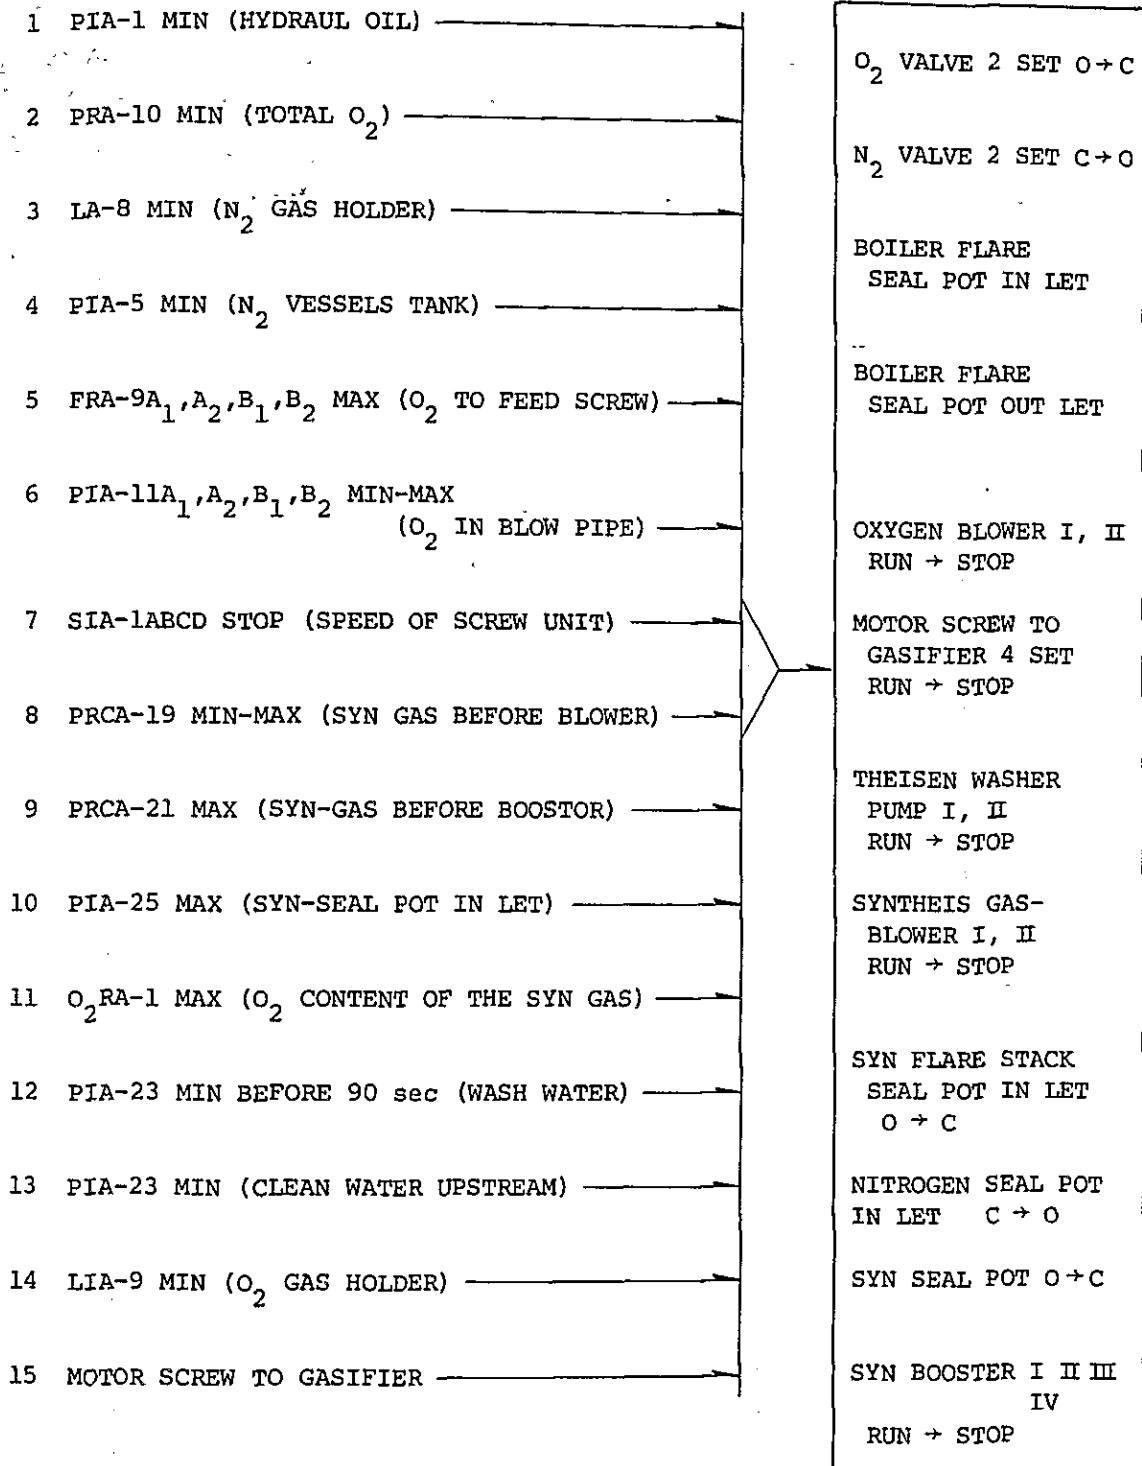 1 PIA-1 MIN (HYDRAUL OIL)
2 PRA-10 MIN (TOTAL O₂)
3 LA-8 MIN (N₂ GAS HOLDER)
4 PIA-5 MIN (N₂ VESSELS TANK)
5 FRA-9A₁,A₂,B₁,B₂ MAX (O₂ TO FEED SCREW)
6 PIA-11A₁,A₂,B₁,B₂ MIN-MAX
(O₂ IN BLOW PIPE)
7 SIA-1ABCD STOP (SPEED OF SCREW UNIT)
8 PRCA-19 MIN-MAX (SYN GAS BEFORE BLOWER)
9 PRCA-21 MAX (SYN-GAS BEFORE BOOSTOR)
10 PIA-25 MAX (SYN-SEAL POT IN LET)
11 O₂RA-1 MAX (O₂ CONTENT OF THE SYN GAS)
12 PIA-23 MIN BEFORE 90 sec (WASH WATER)
13 PIA-23 MIN (CLEAN WATER UPSTREAM)
14 LIA-9 MIN (O₂ GAS HOLDER)
15 MOTOR SCREW TO GASIFIER
O₂ VALVE 2 SET O→C
N₂ VALVE 2 SET C→O
BOILER FLARE
SEAL POT IN LET
BOILER FLARE
SEAL POT OUT LET
OXYGEN BLOWER I, II
RUN → STOP
MOTOR SCREW TO
GASIFIER 4 SET
RUN → STOP
THEISEN WASHER
PUMP I, II
RUN → STOP
SYNTHEIS GAS-
BLOWER I, II
RUN → STOP
SYN FLARE STACK
SEAL POT IN LET
O → C
NITROGEN SEAL POT
IN LET C → O
SYN SEAL POT O→C
SYN BOOSTER I II III
IV
RUN → STOP